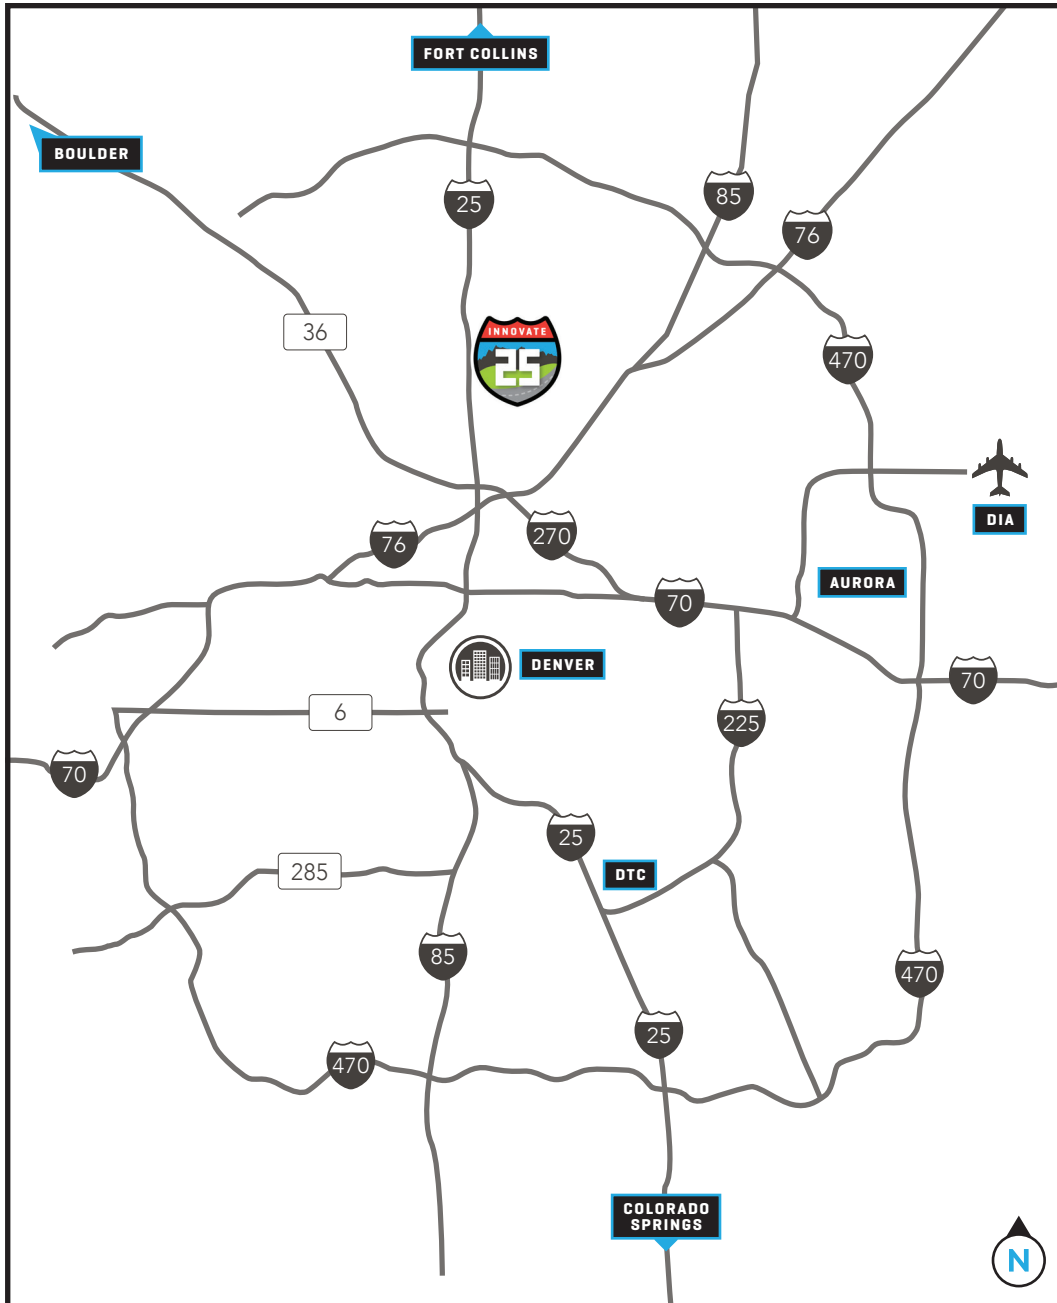 FORT COLLINS
BOULDER
25
85
76
36
INNOVATE
25
470
DIA
76
270
AURORA
70
DENVER
70
6
225
70
25
285
DTC
85
470
25
470
COLORADO
SPRINGS
N